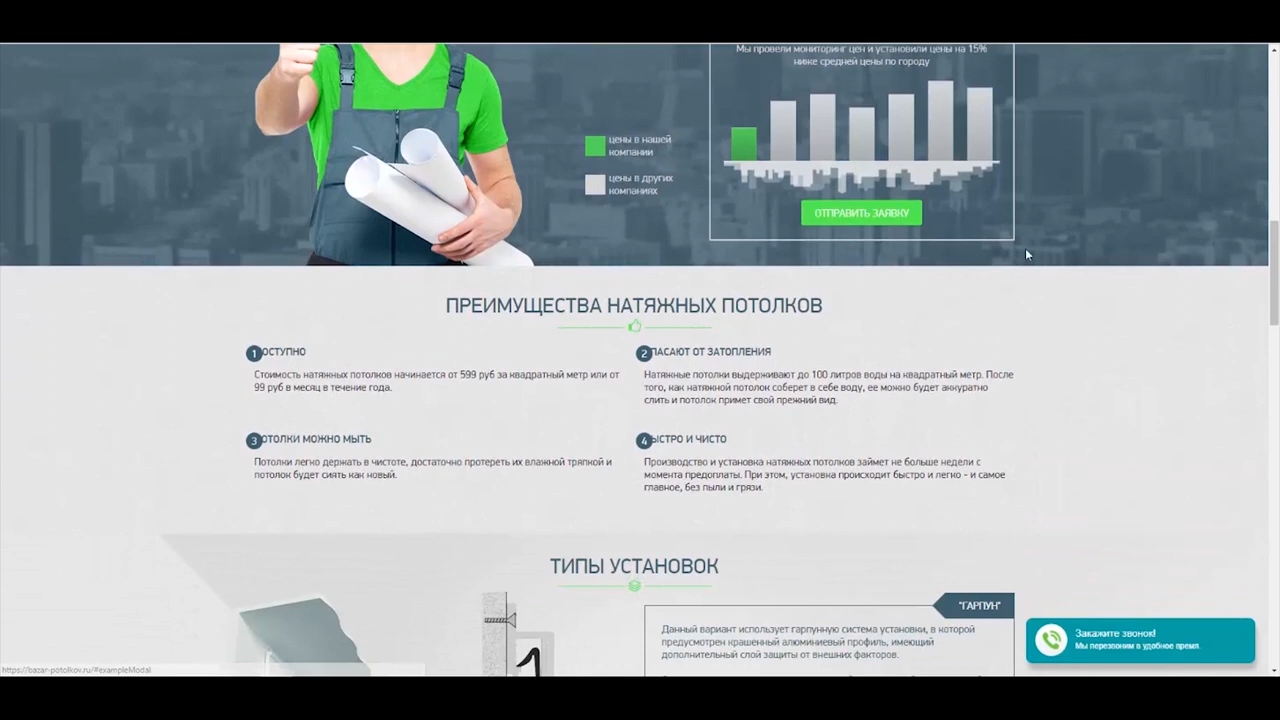 Мы провели мониторинг цен и установили цены на 15%
ниже средней цены по городу
цены в нашей
компании
цены в других
компаниях
ОТПРАВИТЬ ЗАЯВКУ
ПРЕИМУЩЕСТВА НАТЯЖНЫХ ПОТОЛКОВ
1 ОСТУПНО
Стоимость натяжных потолков начинается от 599 руб за квадратный метр или от
99 руб в месяц в течение года.
2 ПАСАЮТ ОТ ЗАТОПЛЕНИЯ
Натяжные потолки выдерживают до 100 литров воды на квадратный метр. После
того, как натяжной потолок соберет в себе воду, ее можно будет аккуратно
слить и потолок примет свой прежний вид.
3 ОТОЛКИ МОЖНО МЫТЬ
Потолки легко держать в чистоте, достаточно протереть их влажной тряпкой и
потолок будет сиять как новый.
4 ЫСТРО И ЧИСТО
Производство и установка натяжных потолков займет не больше недели с
момента предоплаты. При этом, установка происходит быстро и легко - и самое
главное, без пыли и грязи.
ТИПЫ УСТАНОВОК
"ГАРПУН"
Данный вариант использует гарпунную система установки, в которой
предусмотрен крашенный алюминиевый профиль, имеющий
дополнительный слой защиты от внешних факторов.
Закажите звонок!
Мы перезвоним в удобное время.
https://bazar-potolkov.ru/#exampleModal